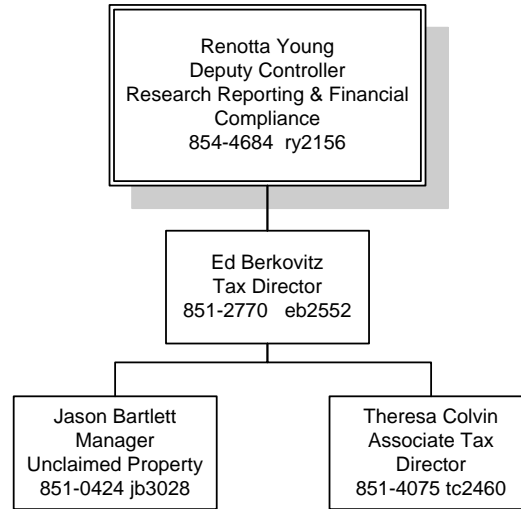 Renotta Young
Deputy Controller
Research Reporting & Financial
Compliance
854-4684  ry2156
Ed Berkovitz
Tax Director
851-2770   eb2552
Jason Bartlett
Manager
Unclaimed Property
851-0424 jb3028
Theresa Colvin
Associate Tax
Director
851-4075 tc2460